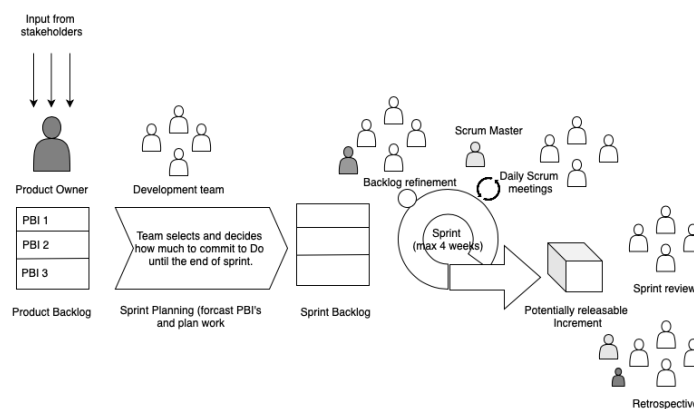 Input from
stakeholders
Product Owner
Development team
Backlog refinement
Scrum Master
Daily Scrum
meetings
PBI 1
PBI 2
PBI 3
Team selects and decides
how much to commit to Do
until the end of sprint.
Sprint
(max 4 weeks)
Product Backlog
Sprint Planning (forcast PBI's
and plan work
Sprint Backlog
Potentially releasable
Increment
Sprint review
Retrospective